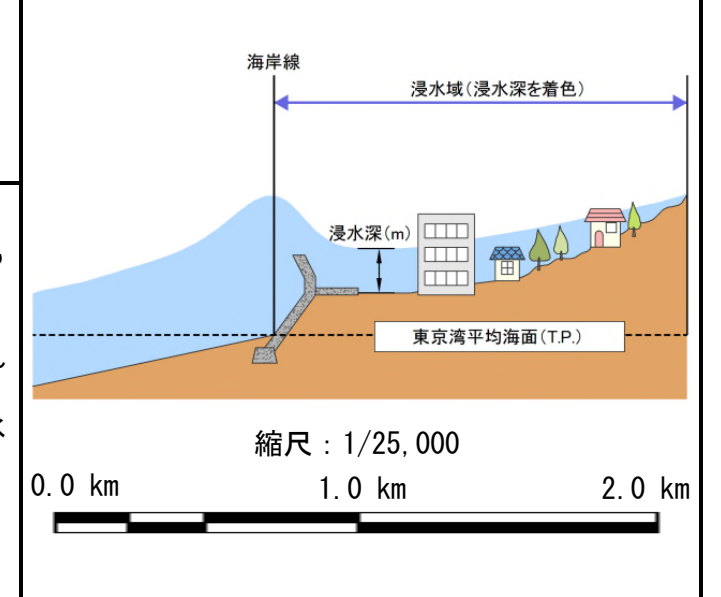 海岸線
浸水域(浸水深を着色)
浸水深(m)
東京湾平均海面(T.P.)
縮尺：1/25,000
0.0 km 1.0 km 2.0 km